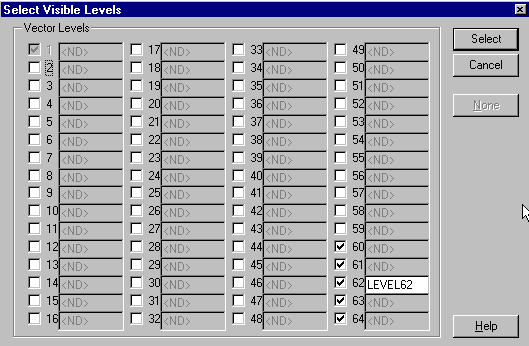 Select Visible Levels
Vector Levels
1 <ND> 17 <ND> 33 <ND> 49 <ND>
2 <ND> 18 <ND> 34 <ND> 50 <ND>
3 <ND> 19 <ND> 35 <ND> 51 <ND>
4 <ND> 20 <ND> 36 <ND> 52 <ND>
5 <ND> 21 <ND> 37 <ND> 53 <ND>
6 <ND> 22 <ND> 38 <ND> 54 <ND>
7 <ND> 23 <ND> 39 <ND> 55 <ND>
8 <ND> 24 <ND> 40 <ND> 56 <ND>
9 <ND> 25 <ND> 41 <ND> 57 <ND>
10 <ND> 26 <ND> 42 <ND> 58 <ND>
11 <ND> 27 <ND> 43 <ND> 59 <ND>
12 <ND> 28 <ND> 44 <ND> 60 <ND>
13 <ND> 29 <ND> 45 <ND> 61 <ND>
14 <ND> 30 <ND> 46 <ND> 62 LEVEL62
15 <ND> 31 <ND> 47 <ND> 63 <ND>
16 <ND> 32 <ND> 48 <ND> 64 <ND>
Select
Cancel
None
Help